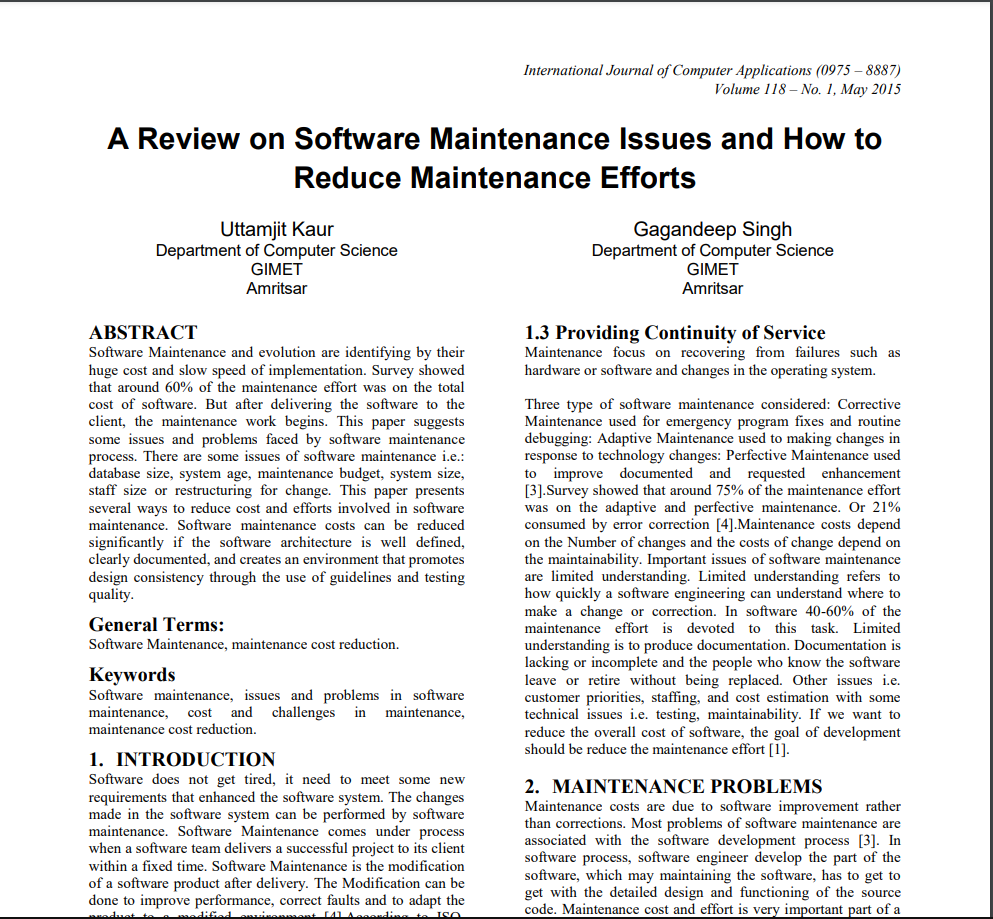 International Journal of Computer Applications (0975 – 8887)
Volume 118 – No. 1, May 2015
A Review on Software Maintenance Issues and How to
Reduce Maintenance Efforts
Uttamjit Kaur
Department of Computer Science
GIMET
Amritsar
Gagandeep Singh
Department of Computer Science
GIMET
Amritsar
ABSTRACT
Software Maintenance and evolution are identifying by their
huge cost and slow speed of implementation. Survey showed
that around 60% of the maintenance effort was on the total
cost of software. But after delivering the software to the
client, the maintenance work begins. This paper suggests
some issues and problems faced by software maintenance
process. There are some issues of software maintenance i.e.:
database size, system age, maintenance budget, system size,
staff size or restructuring for change. This paper presents
several ways to reduce cost and efforts involved in software
maintenance. Software maintenance costs can be reduced
significantly if the software architecture is well defined,
clearly documented, and creates an environment that promotes
design consistency through the use of guidelines and testing
quality.
General Terms:
Software Maintenance, maintenance cost reduction.
Keywords
Software maintenance, issues and problems in software
maintenance, cost and challenges in maintenance,
maintenance cost reduction.
1. INTRODUCTION
Software does not get tired, it need to meet some new
requirements that enhanced the software system. The changes
made in the software system can be performed by software
maintenance. Software Maintenance comes under process
when a software team delivers a successful project to its client
within a fixed time. Software Maintenance is the modification
of a software product after delivery. The Modification can be
done to improve performance, correct faults and to adapt the
product to a modified environment [4].According to ISO
1.3 Providing Continuity of Service
Maintenance focus on recovering from failures such as
hardware or software and changes in the operating system.
Three type of software maintenance considered: Corrective
Maintenance used for emergency program fixes and routine
debugging: Adaptive Maintenance used to making changes in
response to technology changes: Perfective Maintenance used
to improve documented and requested enhancement
[3].Survey showed that around 75% of the maintenance effort
was on the adaptive and perfective maintenance. Or 21%
consumed by error correction [4].Maintenance costs depend
on the Number of changes and the costs of change depend on
the maintainability. Important issues of software maintenance
are limited understanding. Limited understanding refers to
how quickly a software engineering can understand where to
make a change or correction. In software 40-60% of the
maintenance effort is devoted to this task. Limited
understanding is to produce documentation. Documentation is
lacking or incomplete and the people who know the software
leave or retire without being replaced. Other issues i.e.
customer priorities, staffing, and cost estimation with some
technical issues i.e. testing, maintainability. If we want to
reduce the overall cost of software, the goal of development
should be reduce the maintenance effort [1].
2. MAINTENANCE PROBLEMS
Maintenance costs are due to software improvement rather
than corrections. Most problems of software maintenance are
associated with the software development process [3]. In
software process, software engineer develop the part of the
software, which may maintaining the software, has to get to
get with the detailed design and functioning of the source
code. Maintenance cost and effort is very important part of a